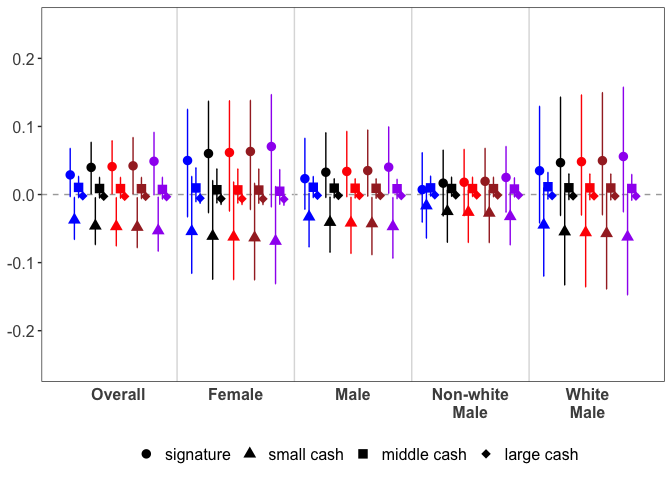 0.2
0.1
0.0
-0.1
-0.2
Overall
Female
Male
Non-white
Male
White
Male
signature
small cash
middle cash
large cash